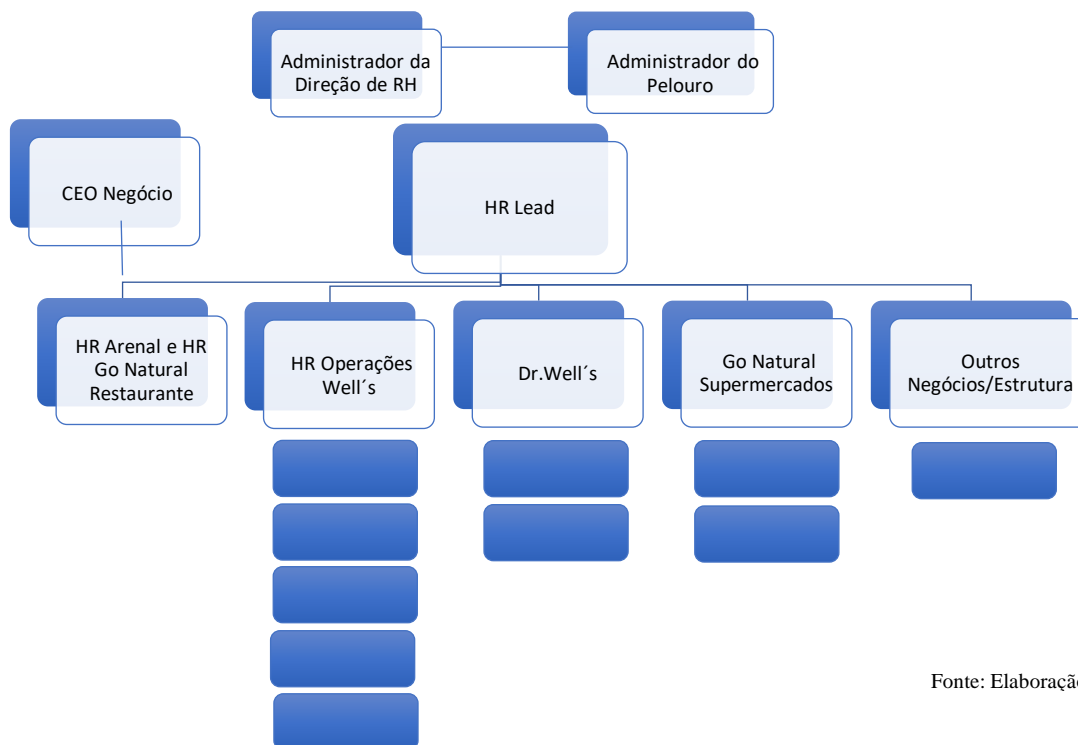 Administrador da
Direção de RH
Administrador do
Pelouro
CEO Negócio
HR Lead
HR Arenal e HR
Go Natural
Restaurante
HR Operações
Well´s
Dr.Well´s
Go Natural
Supermercados
Outros
Negócios/Estrutura
Fonte: Elaboração